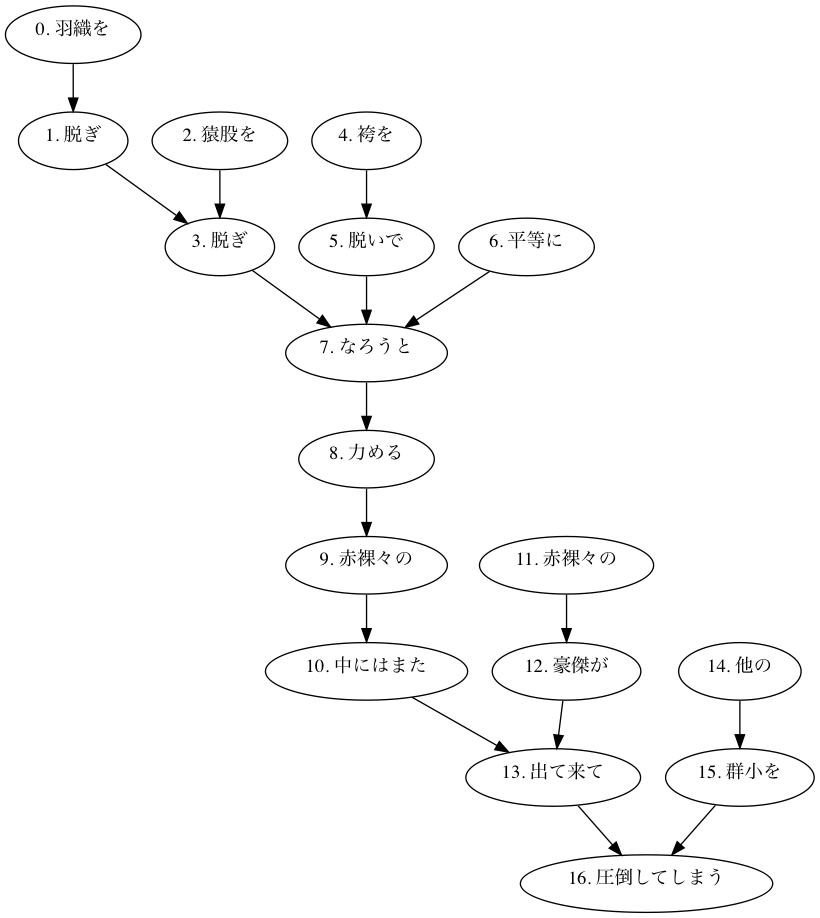 0. 羽織を
1. 脱ぎ
2. 猿股を
4. 袴を
3. 脱ぎ
5. 脱いで
6. 平等に
7. なろうと
8. 力める
9. 赤裸々の
11. 赤裸々の
10. 中にはまた
12. 豪傑が
14. 他の
13. 出て来て
15. 群小を
16. 圧倒してしまう